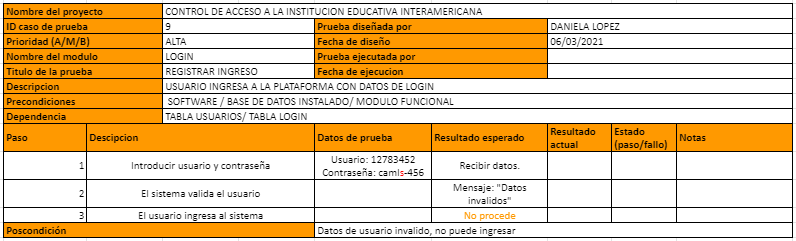 Nombre del proyecto CONTROL DE ACCESO A LA INSTITUCION EDUCATIVA INTERAMERICANA
ID caso de prueba 9 Prueba diseñada por DANIELA LOPEZ
Prioridad (A/M/B) ALTA Fecha de diseño 06/03/2021
Nombre del modulo LOGIN Prueba ejecutada por
Titulo de la prueba REGISTRAR INGRESO Fecha de ejecucion
Descripcion USUARIO INGRESA A LA PLATAFORMA CON DATOS DE LOGIN
Precondiciones SOFTWARE / BASE DE DATOS INSTALADO/ MODULO FUNCIONAL
Dependencia TABLA USUARIOS/ TABLA LOGIN
Paso Descipcion Datos de prueba Resultado esperado Resultado actual Estado (paso/fallo) Notas
1 Introducir usuario y contraseña Usuario: 12783452 Recibir datos.
Contraseña: camls-456
2 El sistema valida el usuario Mensaje: "Datos invalidos"
3 El usuario ingresa al sistema No procede
Poscondición Datos de usuario invalido, no puede ingresar